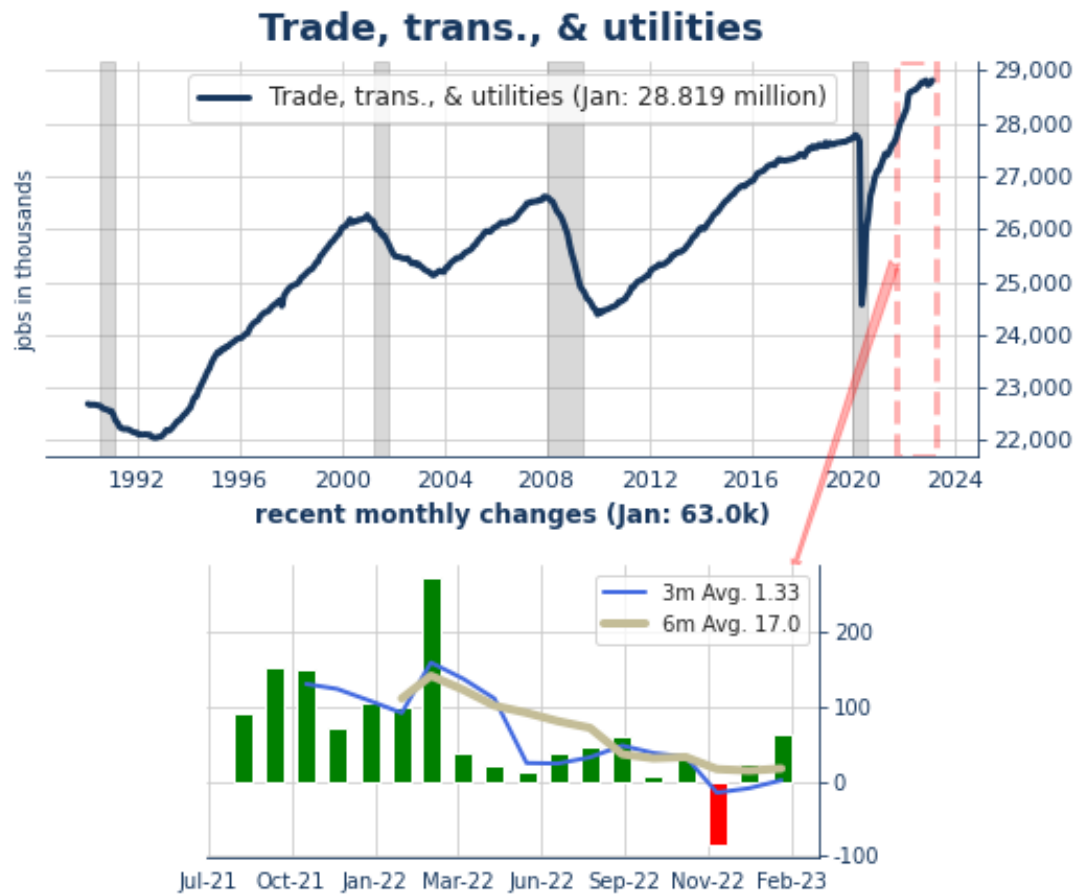 Trade, trans., & utilities
Trade, trans., & utilities (Jan: 28.819 million)
jobs in thousands
29,000
28,000
27,000
26,000
25,000
24,000
23,000
22,000
1992 1996 2000 2004 2008 2012 2016 2020 2024
recent monthly changes (Jan: 63.0k)
3m Avg. 1.33
6m Avg. 17.0
200
100
0
-100
Jul-21 Oct-21 Jan-22 Mar-22 Jun-22 Sep-22 Nov-22 Feb-23